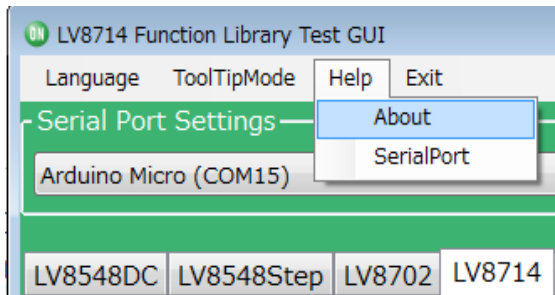 ON LV8714 Function Library Test GUI
Language ToolTipMode Help Exit
About
Serial Port Settings
SerialPort
Arduino Micro (COM15)
LV8548DC LV8548Step LV8702 LV8714